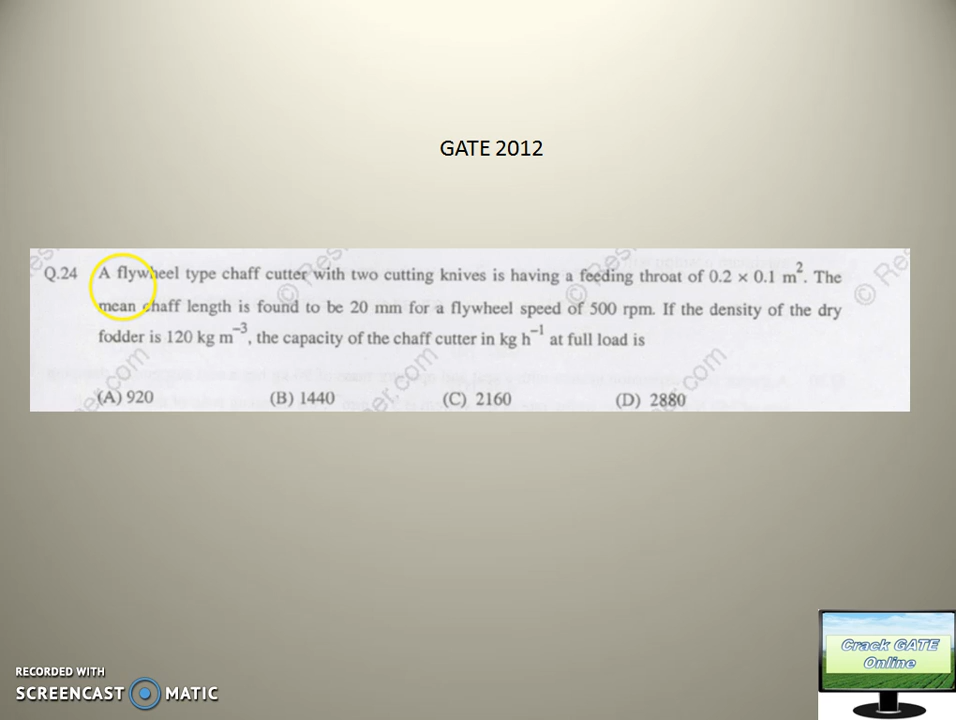 GATE 2012
Q.24 A flywheel type chaff cutter with two cutting knives is having a feeding throat of 0.2 × 0.1 m². The
mean chaff length is found to be 20 mm for a flywheel speed of 500 rpm. If the density of the dry
fodder is 120 kg m⁻³, the capacity of the chaff cutter in kg h⁻¹ at full load is
(A) 920 (B) 1440 (C) 2160 (D) 2880
Crack GATE
Online
RECORDED WITH
SCREENCAST MATIC